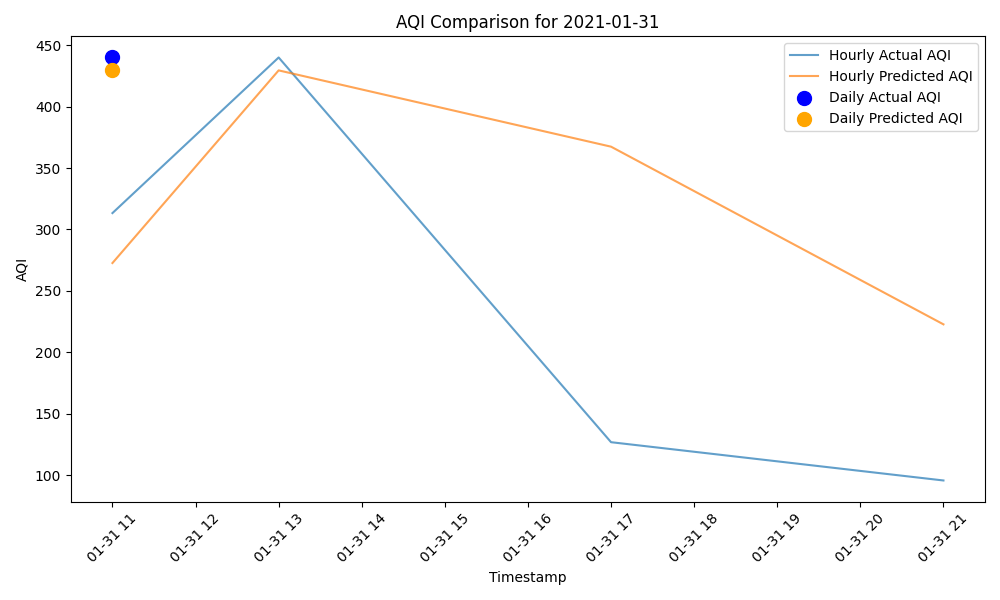 AQI Comparison for 2021-01-31
Hourly Actual AQI
Hourly Predicted AQI
Daily Actual AQI
Daily Predicted AQI
AQI
450
400
350
300
250
200
150
100
01-31 11
01-31 12
01-31 13
01-31 14
01-31 15
01-31 16
01-31 17
01-31 18
01-31 19
01-31 20
01-31 21
Timestamp